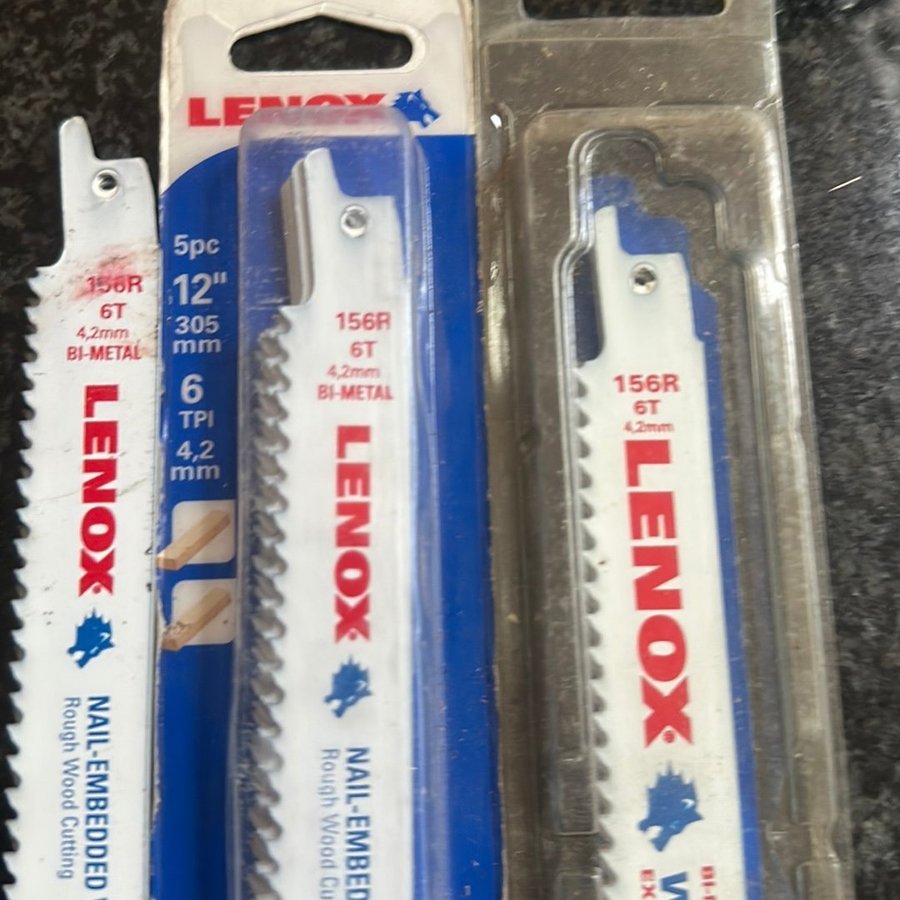 156R
6T
4,2mm
BI-METAL
LENOX
NAIL-EMBEDDED
Rough Wood Cutting
LENOX
5pc
12"
305
mm
6
TPI
4,2
mm
156R
6T
4,2mm
BI-METAL
LENOX
NAIL-EMBED
Rough Wood Cu
156R
6T
4,2mm
LENOX
W
BI-
EX